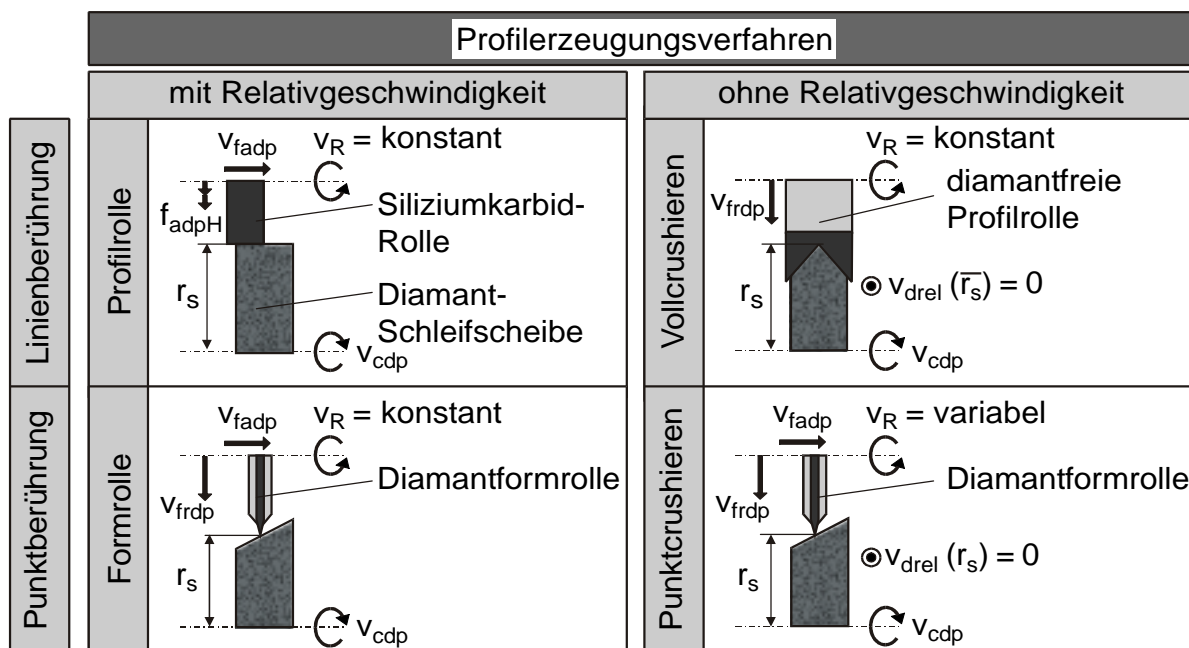 Profilerzeugungsverfahren
mit Relativgeschwindigkeit
ohne Relativgeschwindigkeit
Linienberührung
Profilrolle
v_fadp
v_R = konstant
f_adpH
Siliziumkarbid-
Rolle
r_s
Diamant-
Schleifscheibe
v_cdp
Vollcrushieren
v_R = konstant
v_frdp
diamantfreie
Profilrolle
r_s
v_drel (r̅_s) = 0
v_cdp
Punktberührung
Formrolle
v_fadp
v_R = konstant
v_frdp
Diamantformrolle
r_s
v_cdp
Punktcrushieren
v_fadp
v_R = variabel
v_frdp
Diamantformrolle
r_s
v_drel (r_s) = 0
v_cdp